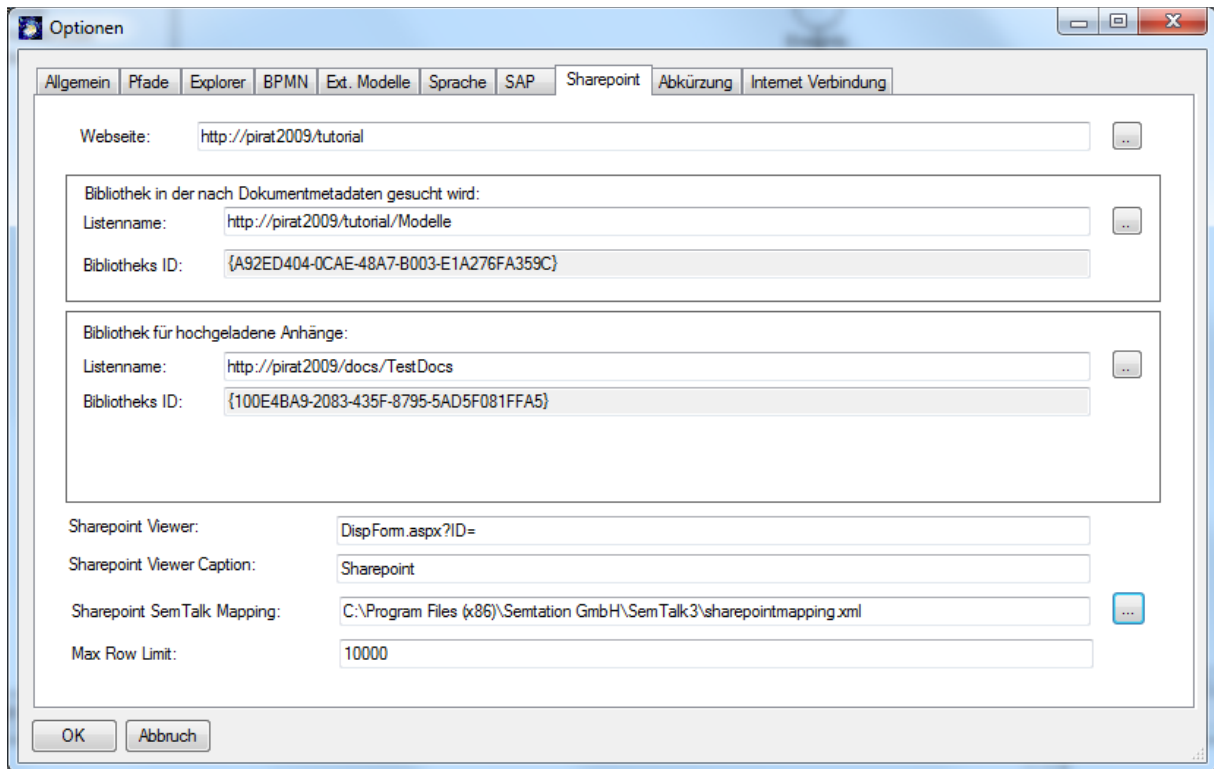 Optionen
Allgemein Pfade Explorer BPMN Ext. Modelle Sprache SAP Sharepoint Abkürzung Internet Verbindung
Webseite: http://pirat2009/tutorial ..
Bibliothek in der nach Dokumentmetadaten gesucht wird:
Listenname: http://pirat2009/tutorial/Modelle ..
Bibliotheks ID: {A92ED404-0CAE-48A7-B003-E1A276FA359C}
Bibliothek für hochgeladene Anhänge:
Listenname: http://pirat2009/docs/TestDocs ..
Bibliotheks ID: {100E4BA9-2083-435F-8795-5AD5F081FFA5}
Sharepoint Viewer: DispForm.aspx?ID=
Sharepoint Viewer Caption: Sharepoint
Sharepoint SemTalk Mapping: C:\Program Files (x86)\Semtation GmbH\SemTalk3\sharepointmapping.xml ...
Max Row Limit: 10000
OK Abbruch